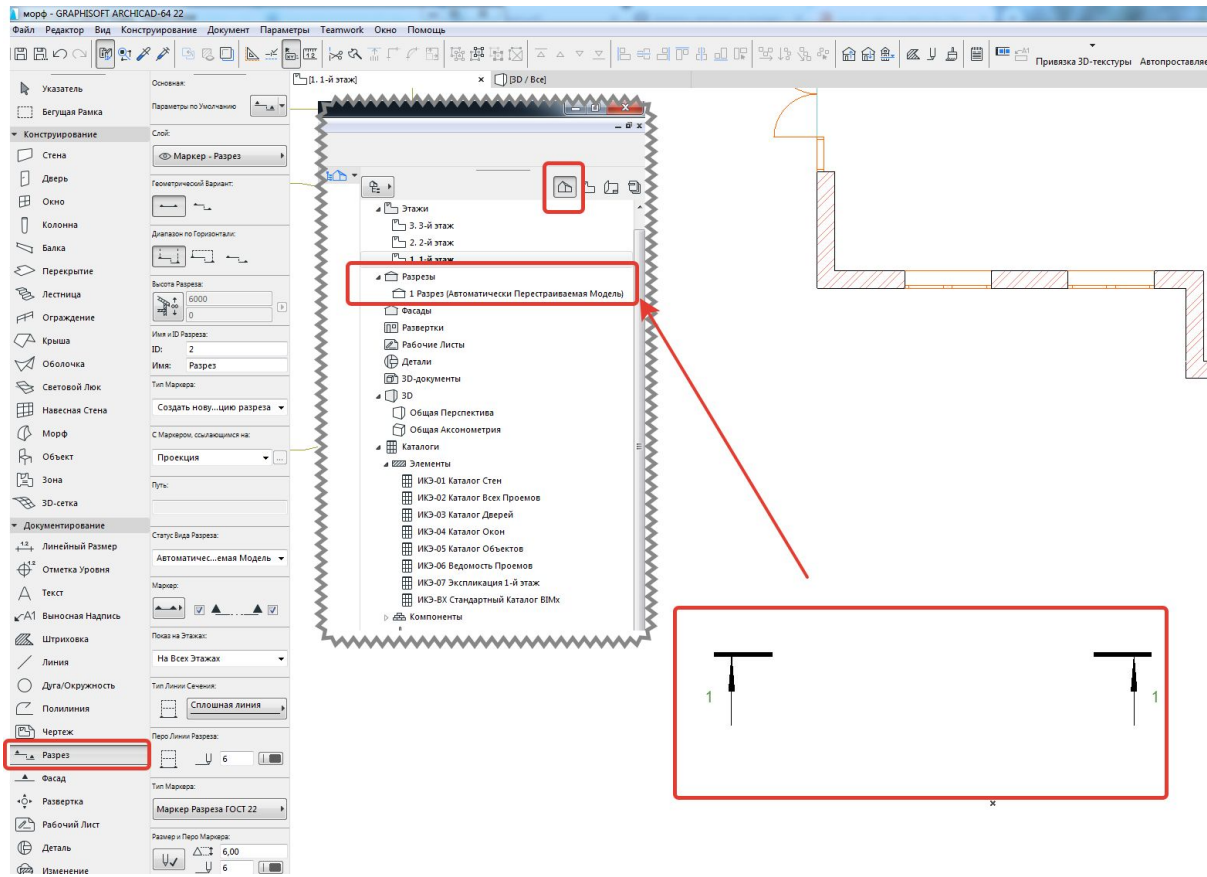 морф - GRAPHISOFT ARCHICAD-64 22
Файл Редактор Вид Конструирование Документ Параметры Teamwork Окно Помощь
Привязка 3D-текстуры Автопроставле
[1. 1-й этаж]
[3D / Все]
Указатель
Бегущая Рамка
Конструирование
Стена
Дверь
Окно
Колонна
Балка
Перекрытие
Лестница
Ограждение
Крыша
Оболочка
Световой Люк
Навесная Стена
Морф
Объект
Зона
3D-сетка
Документирование
Линейный Размер
Отметка Уровня
Текст
A1 Выносная Надпись
Штриховка
Линия
Дуга/Окружность
Полилиния
Чертеж
Разрез
Фасад
Развертка
Рабочий Лист
Деталь
Изменение
Основная:
Параметры по Умолчанию
Слой:
Маркер - Разрез
Геометрический Вариант:
Диапазон по Горизонтали:
Высота Разреза:
6000
0
Имя и ID Разреза:
ID: 2
Имя: Разрез
Тип Маркера:
Создать нову...цию разреза
С Маркером, ссылающимся на:
Проекция
Путь:
Статус Вида Разреза:
Автоматичес...емая Модель
Маркер:
Показ на Этажах:
На Всех Этажах
Тип Линии Сечения:
Сплошная линия
Перо Линии Разреза:
6
Тип Маркера:
Маркер Разреза ГОСТ 22
Размер и Перо Маркера:
6,00
6
Этажи
3. 3-й этаж
2. 2-й этаж
1. 1-й этаж
Разрезы
1 Разрез (Автоматически Перестраиваемая Модель)
Фасады
Развертки
Рабочие Листы
Детали
3D-документы
3D
Общая Перспектива
Общая Аксонометрия
Каталоги
Элементы
ИКЭ-01 Каталог Стен
ИКЭ-02 Каталог Всех Проемов
ИКЭ-03 Каталог Дверей
ИКЭ-04 Каталог Окон
ИКЭ-05 Каталог Объектов
ИКЭ-06 Ведомость Проемов
ИКЭ-07 Экспликация 1-й этаж
ИКЭ-ВХ Стандартный Каталог BIMx
Компоненты
1
1